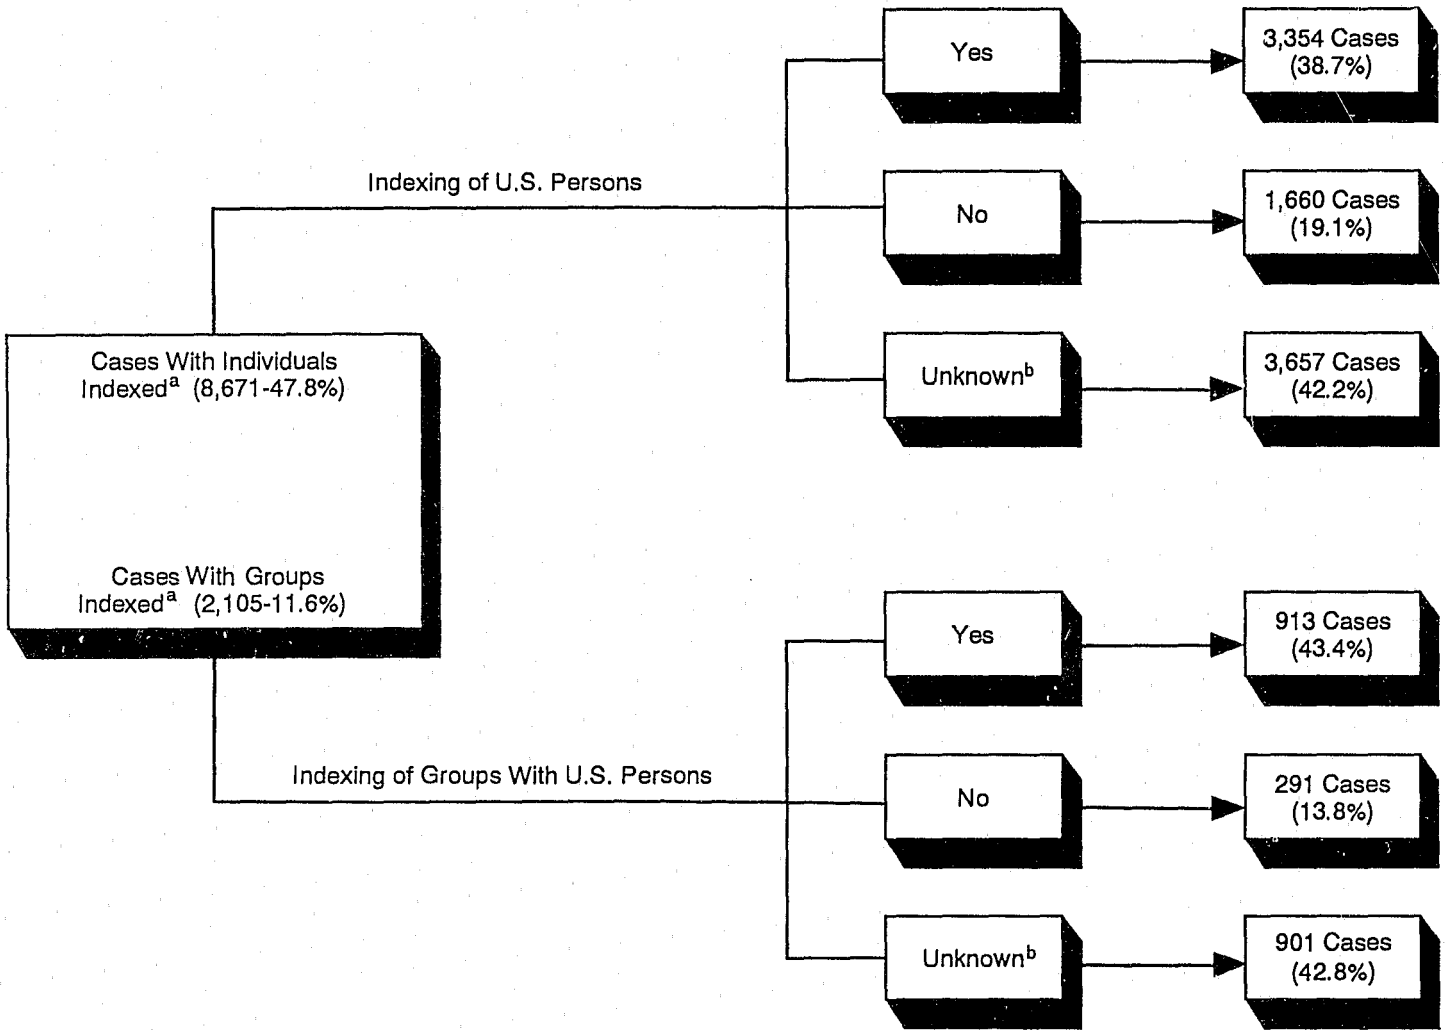 Yes
3,354 Cases
(38.7%)
Indexing of U.S. Persons
No
1,660 Cases
(19.1%)
Cases With Individuals
Indexedᵃ (8,671-47.8%)
Unknownᵇ
3,657 Cases
(42.2%)
Cases With Groups
Indexedᵃ (2,105-11.6%)
Yes
913 Cases
(43.4%)
Indexing of Groups With U.S. Persons
No
291 Cases
(13.8%)
Unknownᵇ
901 Cases
(42.8%)